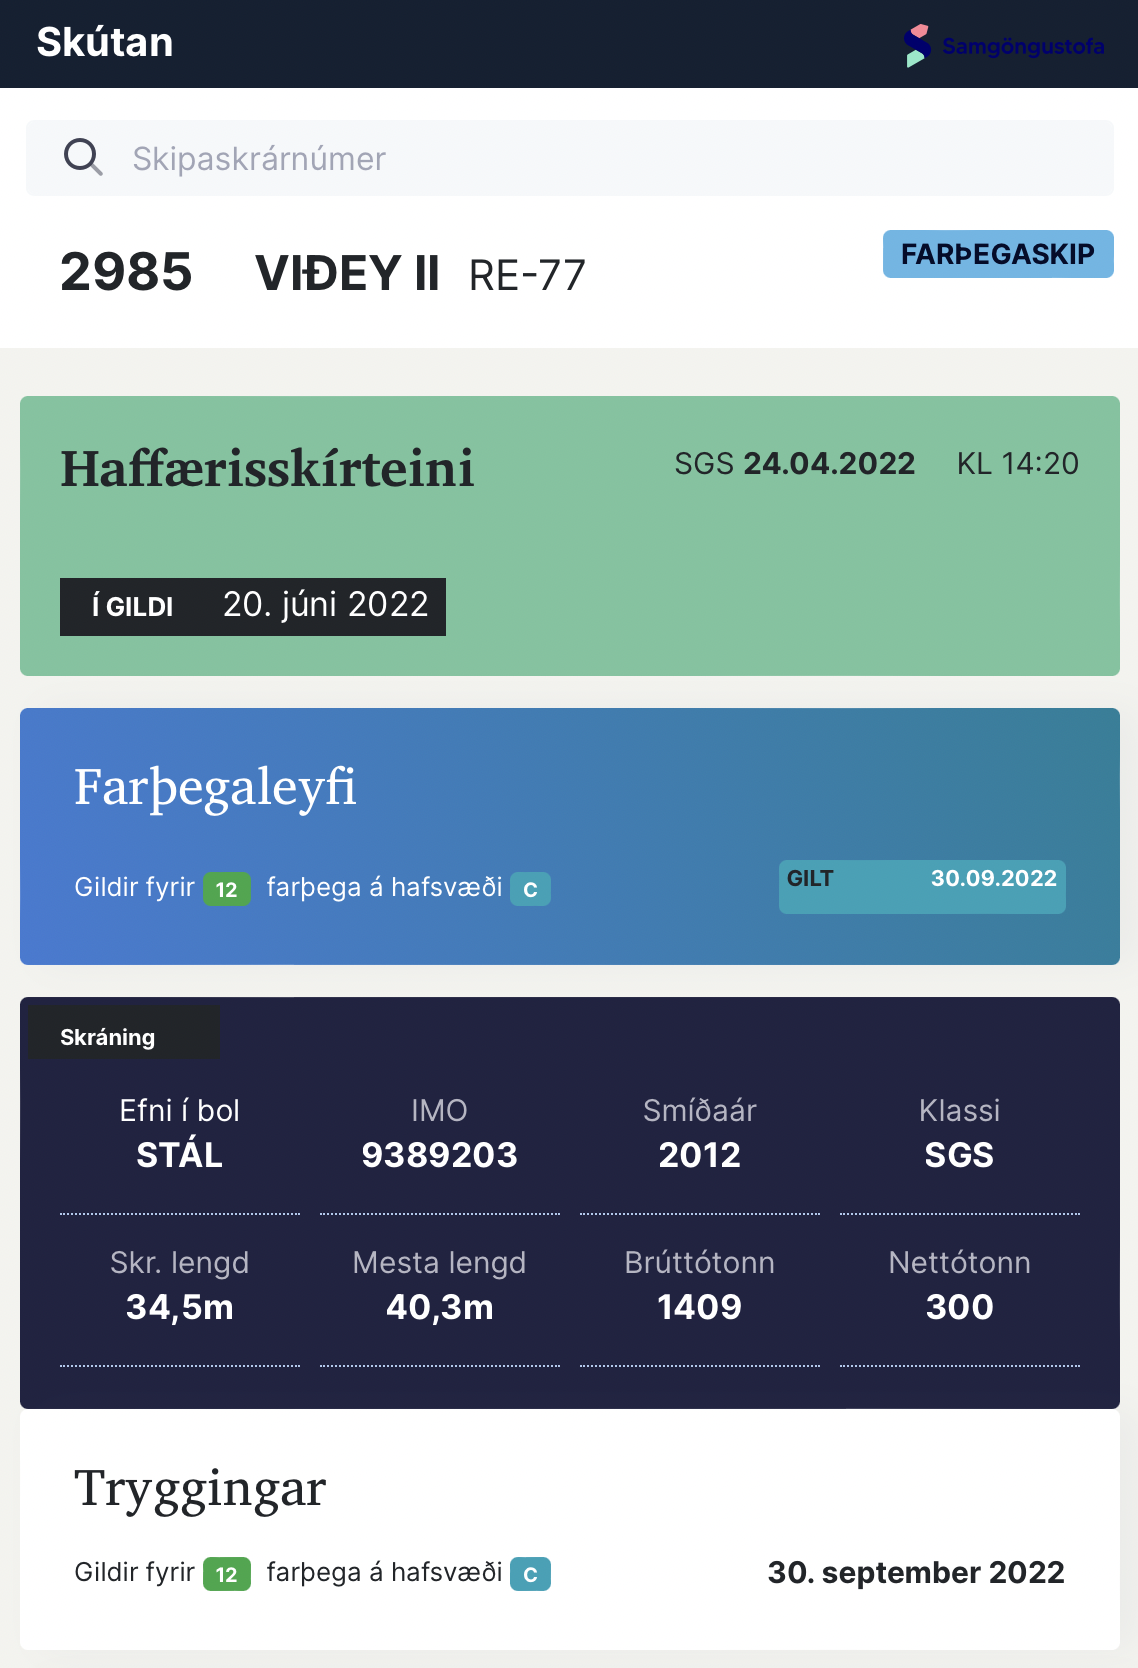 Skútan
Samgöngustofa
Skipaskrárnúmer
2985 VIÐEY II RE-77 FARÞEGASKIP
Haffærisskírteini SGS 24.04.2022 KL 14:20
Í GILDI 20. júni 2022
Farþegaleyfi
Gildir fyrir 12 farþega á hafsvæði C GILT 30.09.2022
Skráning
Efni í bol IMO Smíðaár Klassi
STÁL 9389203 2012 SGS
Skr. lengd Mesta lengd Brúttótonn Nettótonn
34,5m 40,3m 1409 300
Tryggingar
Gildir fyrir 12 farþega á hafsvæði C 30. september 2022